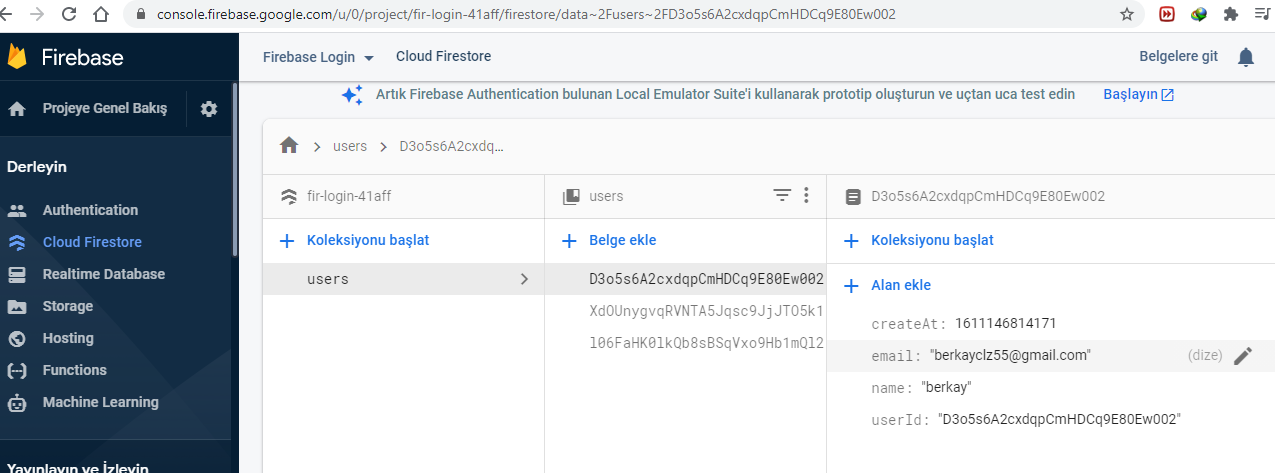 console.firebase.google.com/u/0/project/fir-login-41aff/firestore/data~2Fusers~2FD3o5s6A2cxdqpCmHDCq9E80Ew002
Firebase
Firebase Login
Cloud Firestore
Belgelere git
Projeye Genel Bakış
Artık Firebase Authentication bulunan Local Emulator Suite'i kullanarak prototip oluşturun ve uçtan uca test edin
Başlayın
Derleyin
Authentication
Cloud Firestore
Realtime Database
Storage
Hosting
Functions
Machine Learning
Yayınlayın ve İzleyin
users
D3o5s6A2cxdq...
fir-login-41aff
Koleksiyonu başlat
users
users
Belge ekle
D3o5s6A2cxdqpCmHDCq9E80Ew002
XdOUnygvqRVNTA5Jqsc9JjJTO5k1
l06FaHK0lkQb8sBSqVxo9Hb1mQl2
D3o5s6A2cxdqpCmHDCq9E80Ew002
Koleksiyonu başlat
Alan ekle
createAt: 1611146814171
email: "berkayclz55@gmail.com" (dize)
name: "berkay"
userId: "D3o5s6A2cxdqpCmHDCq9E80Ew002"